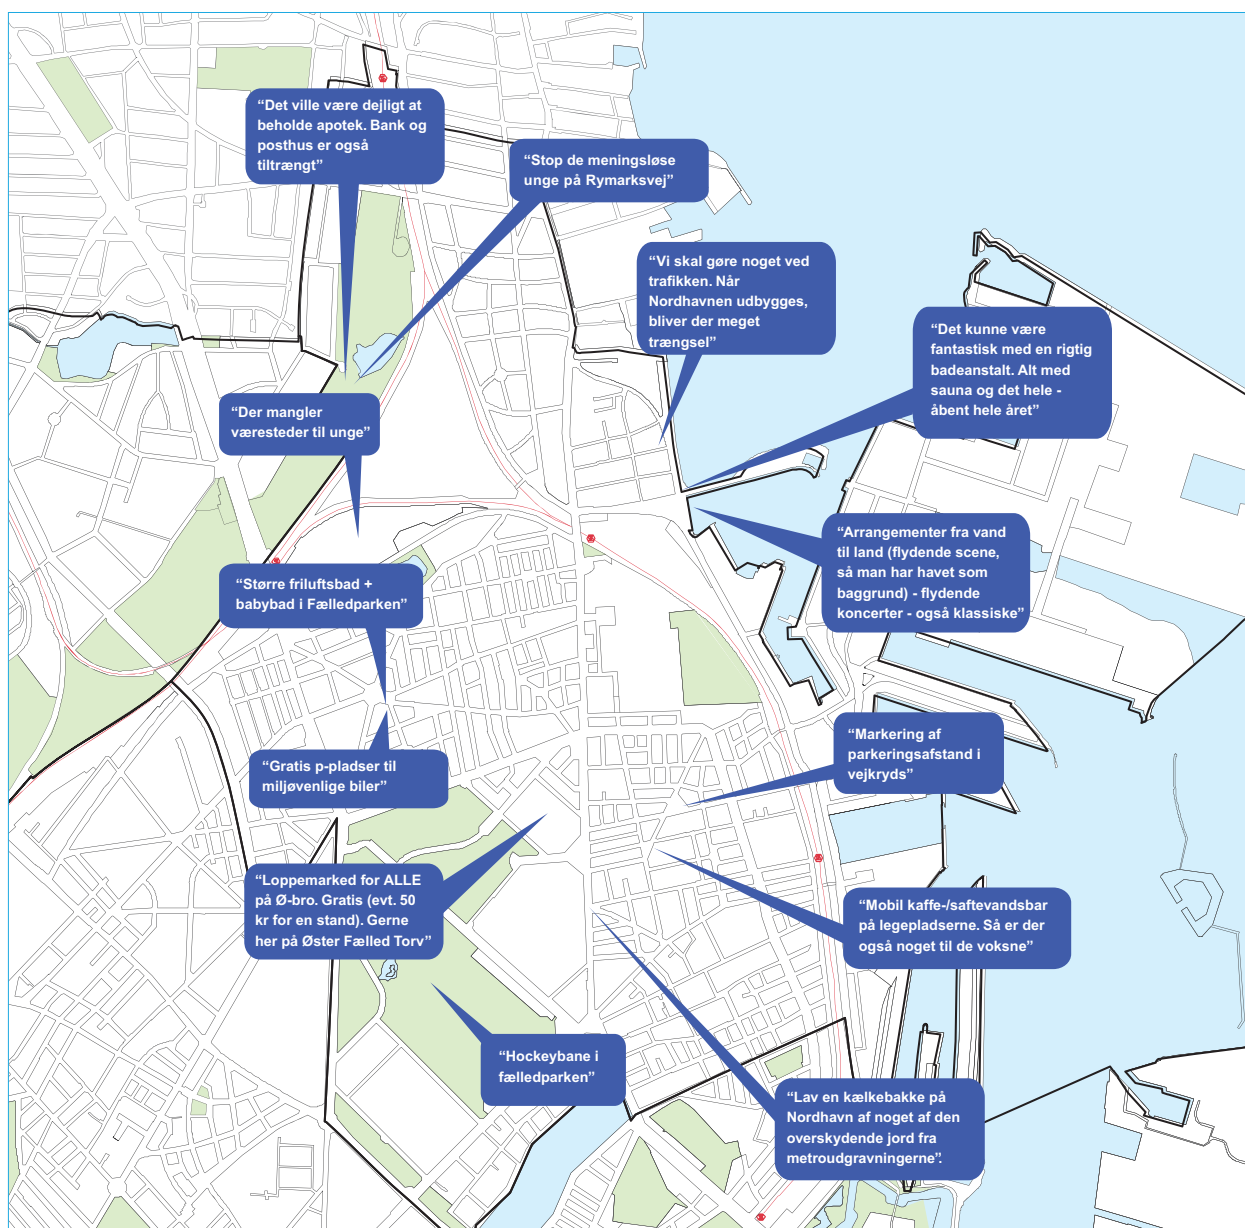 “Det ville være dejligt at
beholde apotek. Bank og
posthus er også
tiltrængt”
“Stop de meningsløse
unge på Rymarksvej”
“Vi skal gøre noget ved
trafikken. Når
Nordhavnen udbygges,
bliver der meget
trængsel”
“Det kunne være
fantastisk med en rigtig
badeanstalt. Alt med
sauna og det hele -
åbent hele året”
“Der mangler
væresteder til unge”
“Arrangementer fra vand
til land (flydende scene,
så man har havet som
baggrund) - flydende
koncerter - også klassiske”
“Større friluftsbad +
babybad i Fælledparken”
“Markering af
parkeringsafstand i
vejkryds”
“Gratis p-pladser til
miljøvenlige biler”
“Loppemarked for ALLE
på Ø-bro. Gratis (evt. 50
kr for en stand). Gerne
her på Øster Fælled Torv”
“Mobil kaffe-/saftevandsbar
på legepladserne. Så er der
også noget til de voksne”
“Hockeybane i
fælledparken”
“Lav en kælkebakke på
Nordhavn af noget af den
overskydende jord fra
metroudgravningerne”.